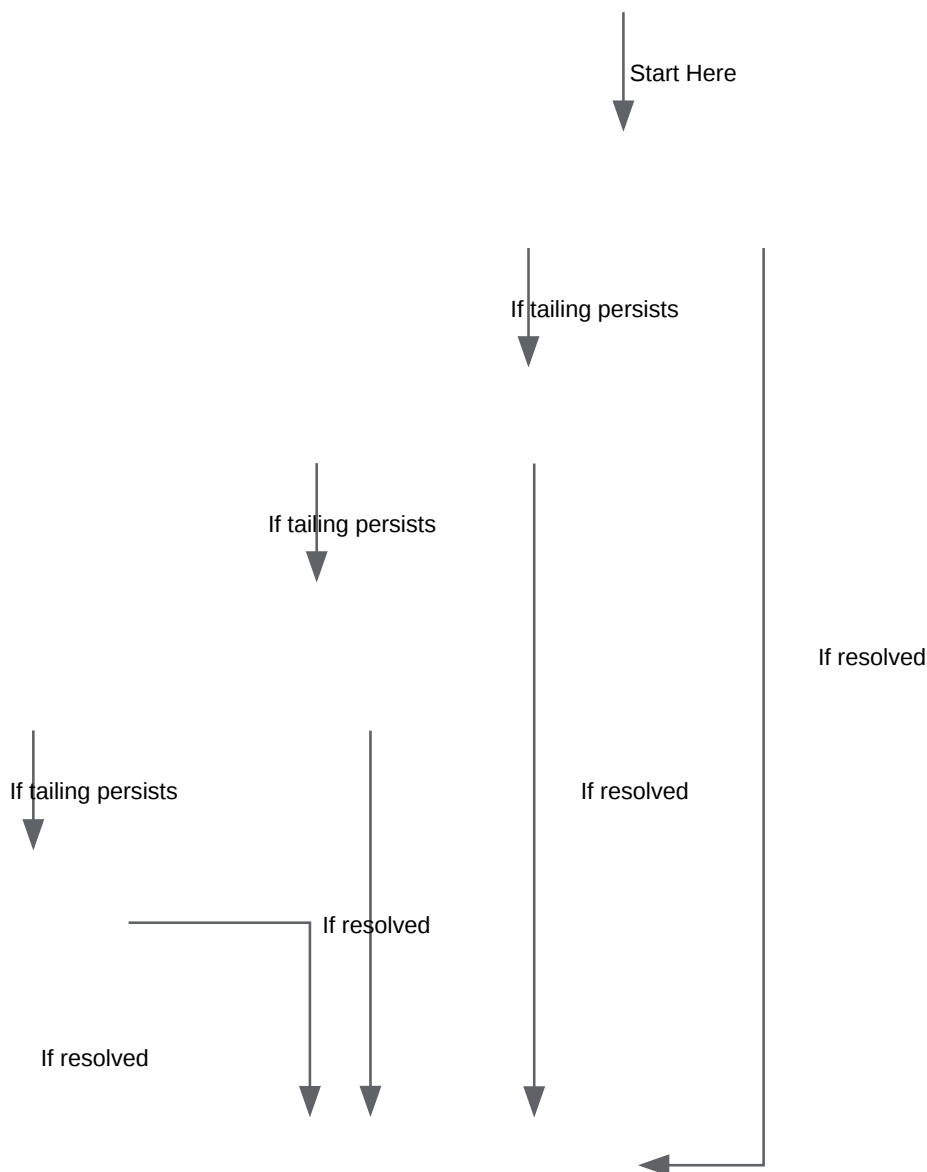 Start Here
If tailing persists
If tailing persists
If resolved
If tailing persists
If resolved
If resolved
If resolved